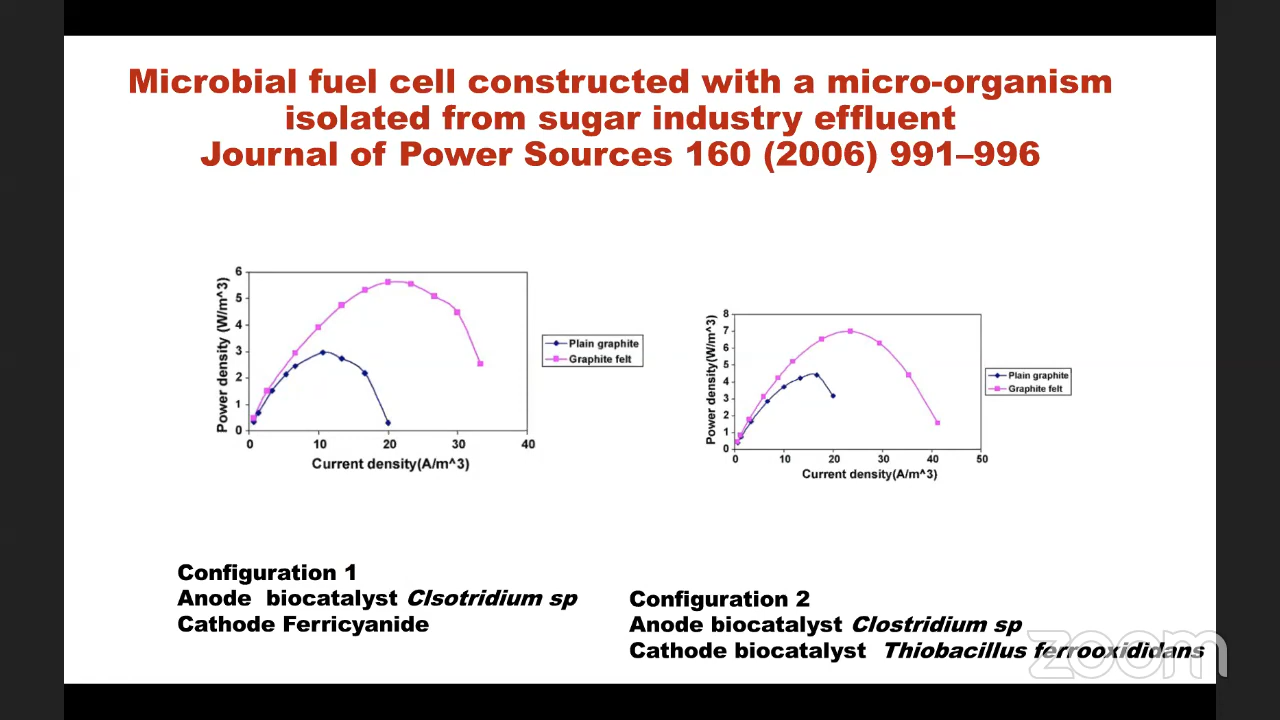 Microbial fuel cell constructed with a micro-organism
isolated from sugar industry effluent
Journal of Power Sources 160 (2006) 991–996
Power density (W/m^3)
6
5
4
3
2
1
0
0 10 20 30 40
Current density(A/m^3)
Plain graphite
Graphite felt
Power density(W/m^3)
8
7
6
5
4
3
2
1
0
0 10 20 30 40 50
Current density(A/m^3)
Plain graphite
Graphite felt
Configuration 1
Anode biocatalyst Clsotridium sp
Cathode Ferricyanide
Configuration 2
Anode biocatalyst Clostridium sp
Cathode biocatalyst Thiobacillus ferrooxididans
zoom